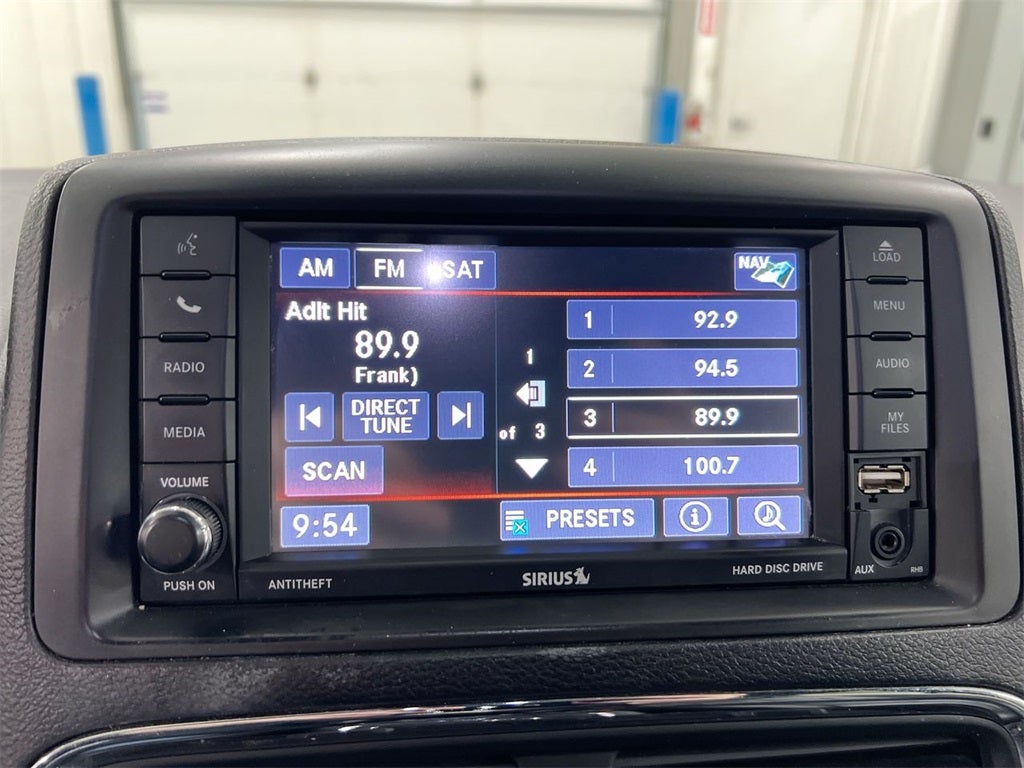 RADIO
MEDIA
VOLUME
PUSH ON
AM FM SAT
NAV
Adlt Hit
89.9
Frank)
DIRECT
TUNE
SCAN
9:54
1
of 3
1 92.9
2 94.5
3 89.9
4 100.7
PRESETS
i
ANTITHEFT
SIRIUS
HARD DISC DRIVE
LOAD
MENU
AUDIO
MY
FILES
AUX
RHB